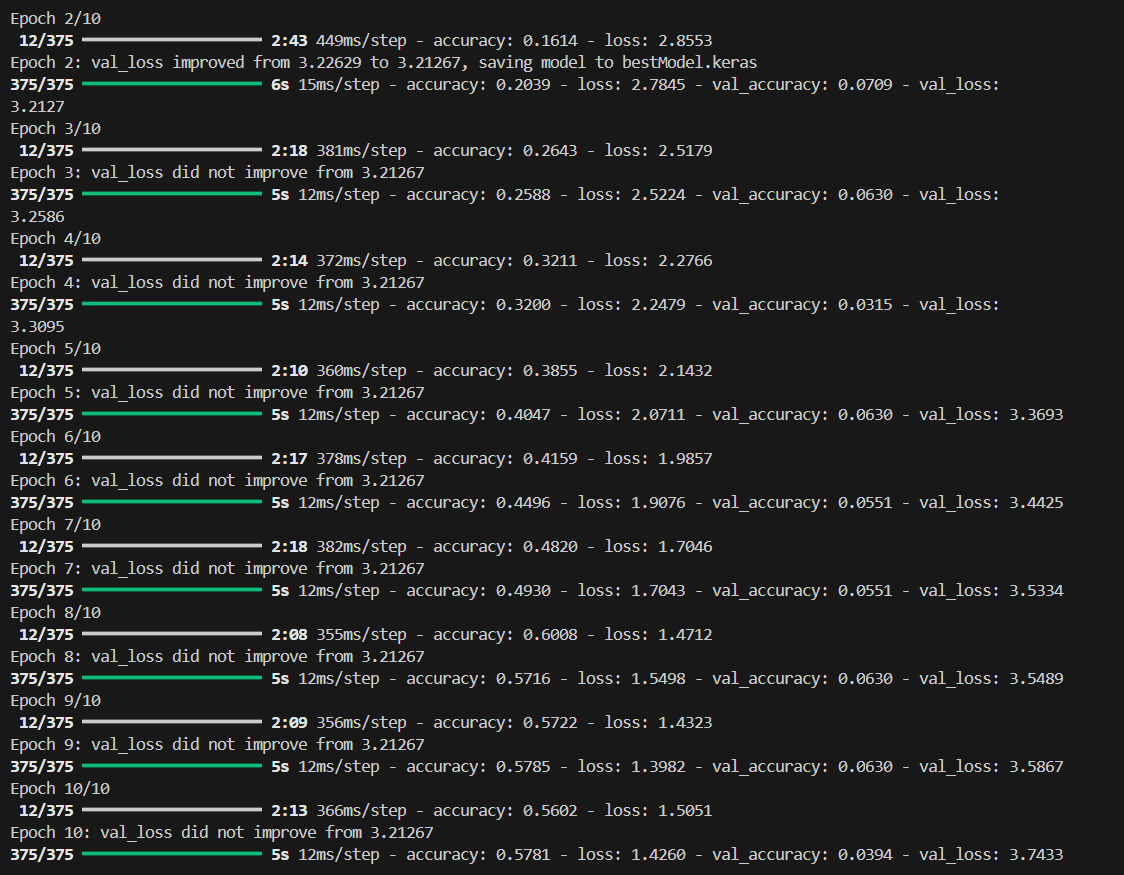 Epoch 2/10
12/375 2:43 449ms/step - accuracy: 0.1614 - loss: 2.8553
Epoch 2: val_loss improved from 3.22629 to 3.21267, saving model to bestModel.keras
375/375 6s 15ms/step - accuracy: 0.2039 - loss: 2.7845 - val_accuracy: 0.0709 - val_loss:
3.2127
Epoch 3/10
12/375 2:18 381ms/step - accuracy: 0.2643 - loss: 2.5179
Epoch 3: val_loss did not improve from 3.21267
375/375 5s 12ms/step - accuracy: 0.2588 - loss: 2.5224 - val_accuracy: 0.0630 - val_loss:
3.2586
Epoch 4/10
12/375 2:14 372ms/step - accuracy: 0.3211 - loss: 2.2766
Epoch 4: val_loss did not improve from 3.21267
375/375 5s 12ms/step - accuracy: 0.3200 - loss: 2.2479 - val_accuracy: 0.0315 - val_loss:
3.3095
Epoch 5/10
12/375 2:10 360ms/step - accuracy: 0.3855 - loss: 2.1432
Epoch 5: val_loss did not improve from 3.21267
375/375 5s 12ms/step - accuracy: 0.4047 - loss: 2.0711 - val_accuracy: 0.0630 - val_loss: 3.3693
Epoch 6/10
12/375 2:17 378ms/step - accuracy: 0.4159 - loss: 1.9857
Epoch 6: val_loss did not improve from 3.21267
375/375 5s 12ms/step - accuracy: 0.4496 - loss: 1.9076 - val_accuracy: 0.0551 - val_loss: 3.4425
Epoch 7/10
12/375 2:18 382ms/step - accuracy: 0.4820 - loss: 1.7046
Epoch 7: val_loss did not improve from 3.21267
375/375 5s 12ms/step - accuracy: 0.4930 - loss: 1.7043 - val_accuracy: 0.0551 - val_loss: 3.5334
Epoch 8/10
12/375 2:08 355ms/step - accuracy: 0.6008 - loss: 1.4712
Epoch 8: val_loss did not improve from 3.21267
375/375 5s 12ms/step - accuracy: 0.5716 - loss: 1.5498 - val_accuracy: 0.0630 - val_loss: 3.5489
Epoch 9/10
12/375 2:09 356ms/step - accuracy: 0.5722 - loss: 1.4323
Epoch 9: val_loss did not improve from 3.21267
375/375 5s 12ms/step - accuracy: 0.5785 - loss: 1.3982 - val_accuracy: 0.0630 - val_loss: 3.5867
Epoch 10/10
12/375 2:13 366ms/step - accuracy: 0.5602 - loss: 1.5051
Epoch 10: val_loss did not improve from 3.21267
375/375 5s 12ms/step - accuracy: 0.5781 - loss: 1.4260 - val_accuracy: 0.0394 - val_loss: 3.7433